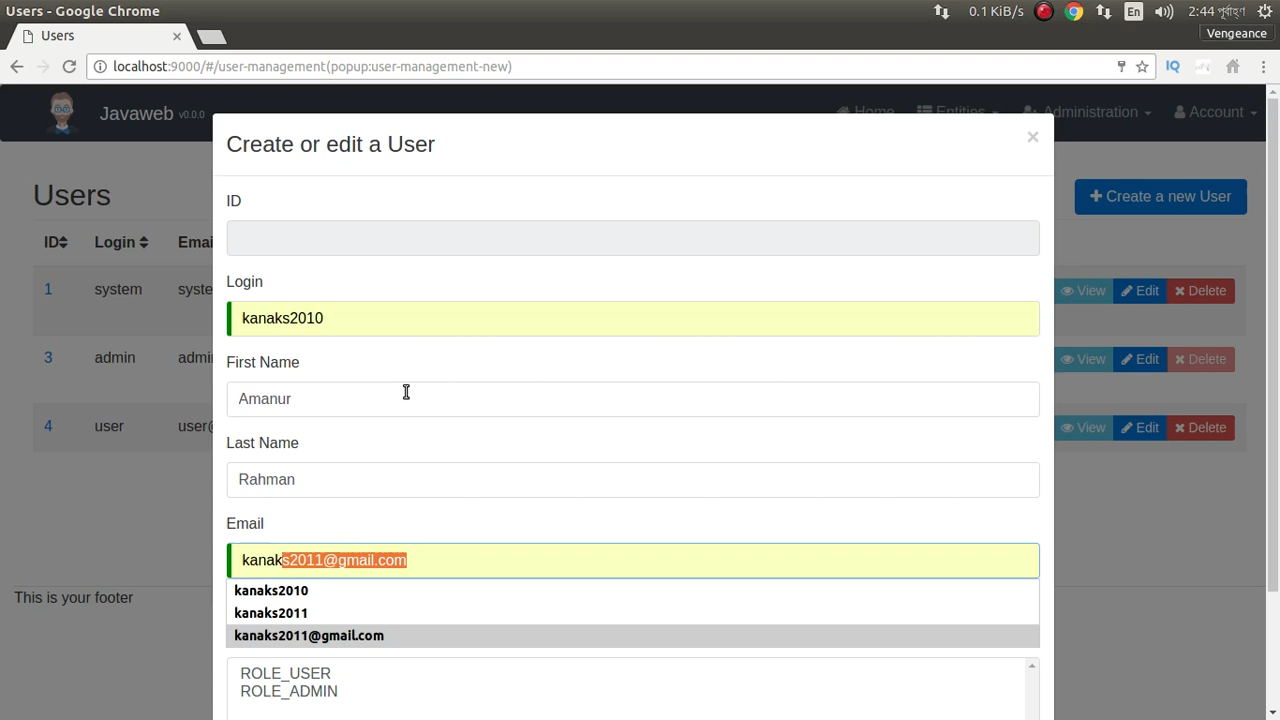 Users - Google Chrome
0.1 KiB/s
En
2:44 পূর্বাহ্ণ
Users
Vengeance
localhost:9000/#/user-management(popup:user-management-new)
IQ
Javaweb v0.0.0
Home
Entities
Administration
Account
Create or edit a User
×
Users
Create a new User
ID
Login
Emai
1
system
syste
View
Edit
Delete
3
admin
admi
View
Edit
Delete
4
user
user@
View
Edit
Delete
This is your footer
ID
Login
kanaks2010
First Name
Amanur
Last Name
Rahman
Email
kanaks2011@gmail.com
kanaks2010
kanaks2011
kanaks2011@gmail.com
ROLE_USER
ROLE_ADMIN